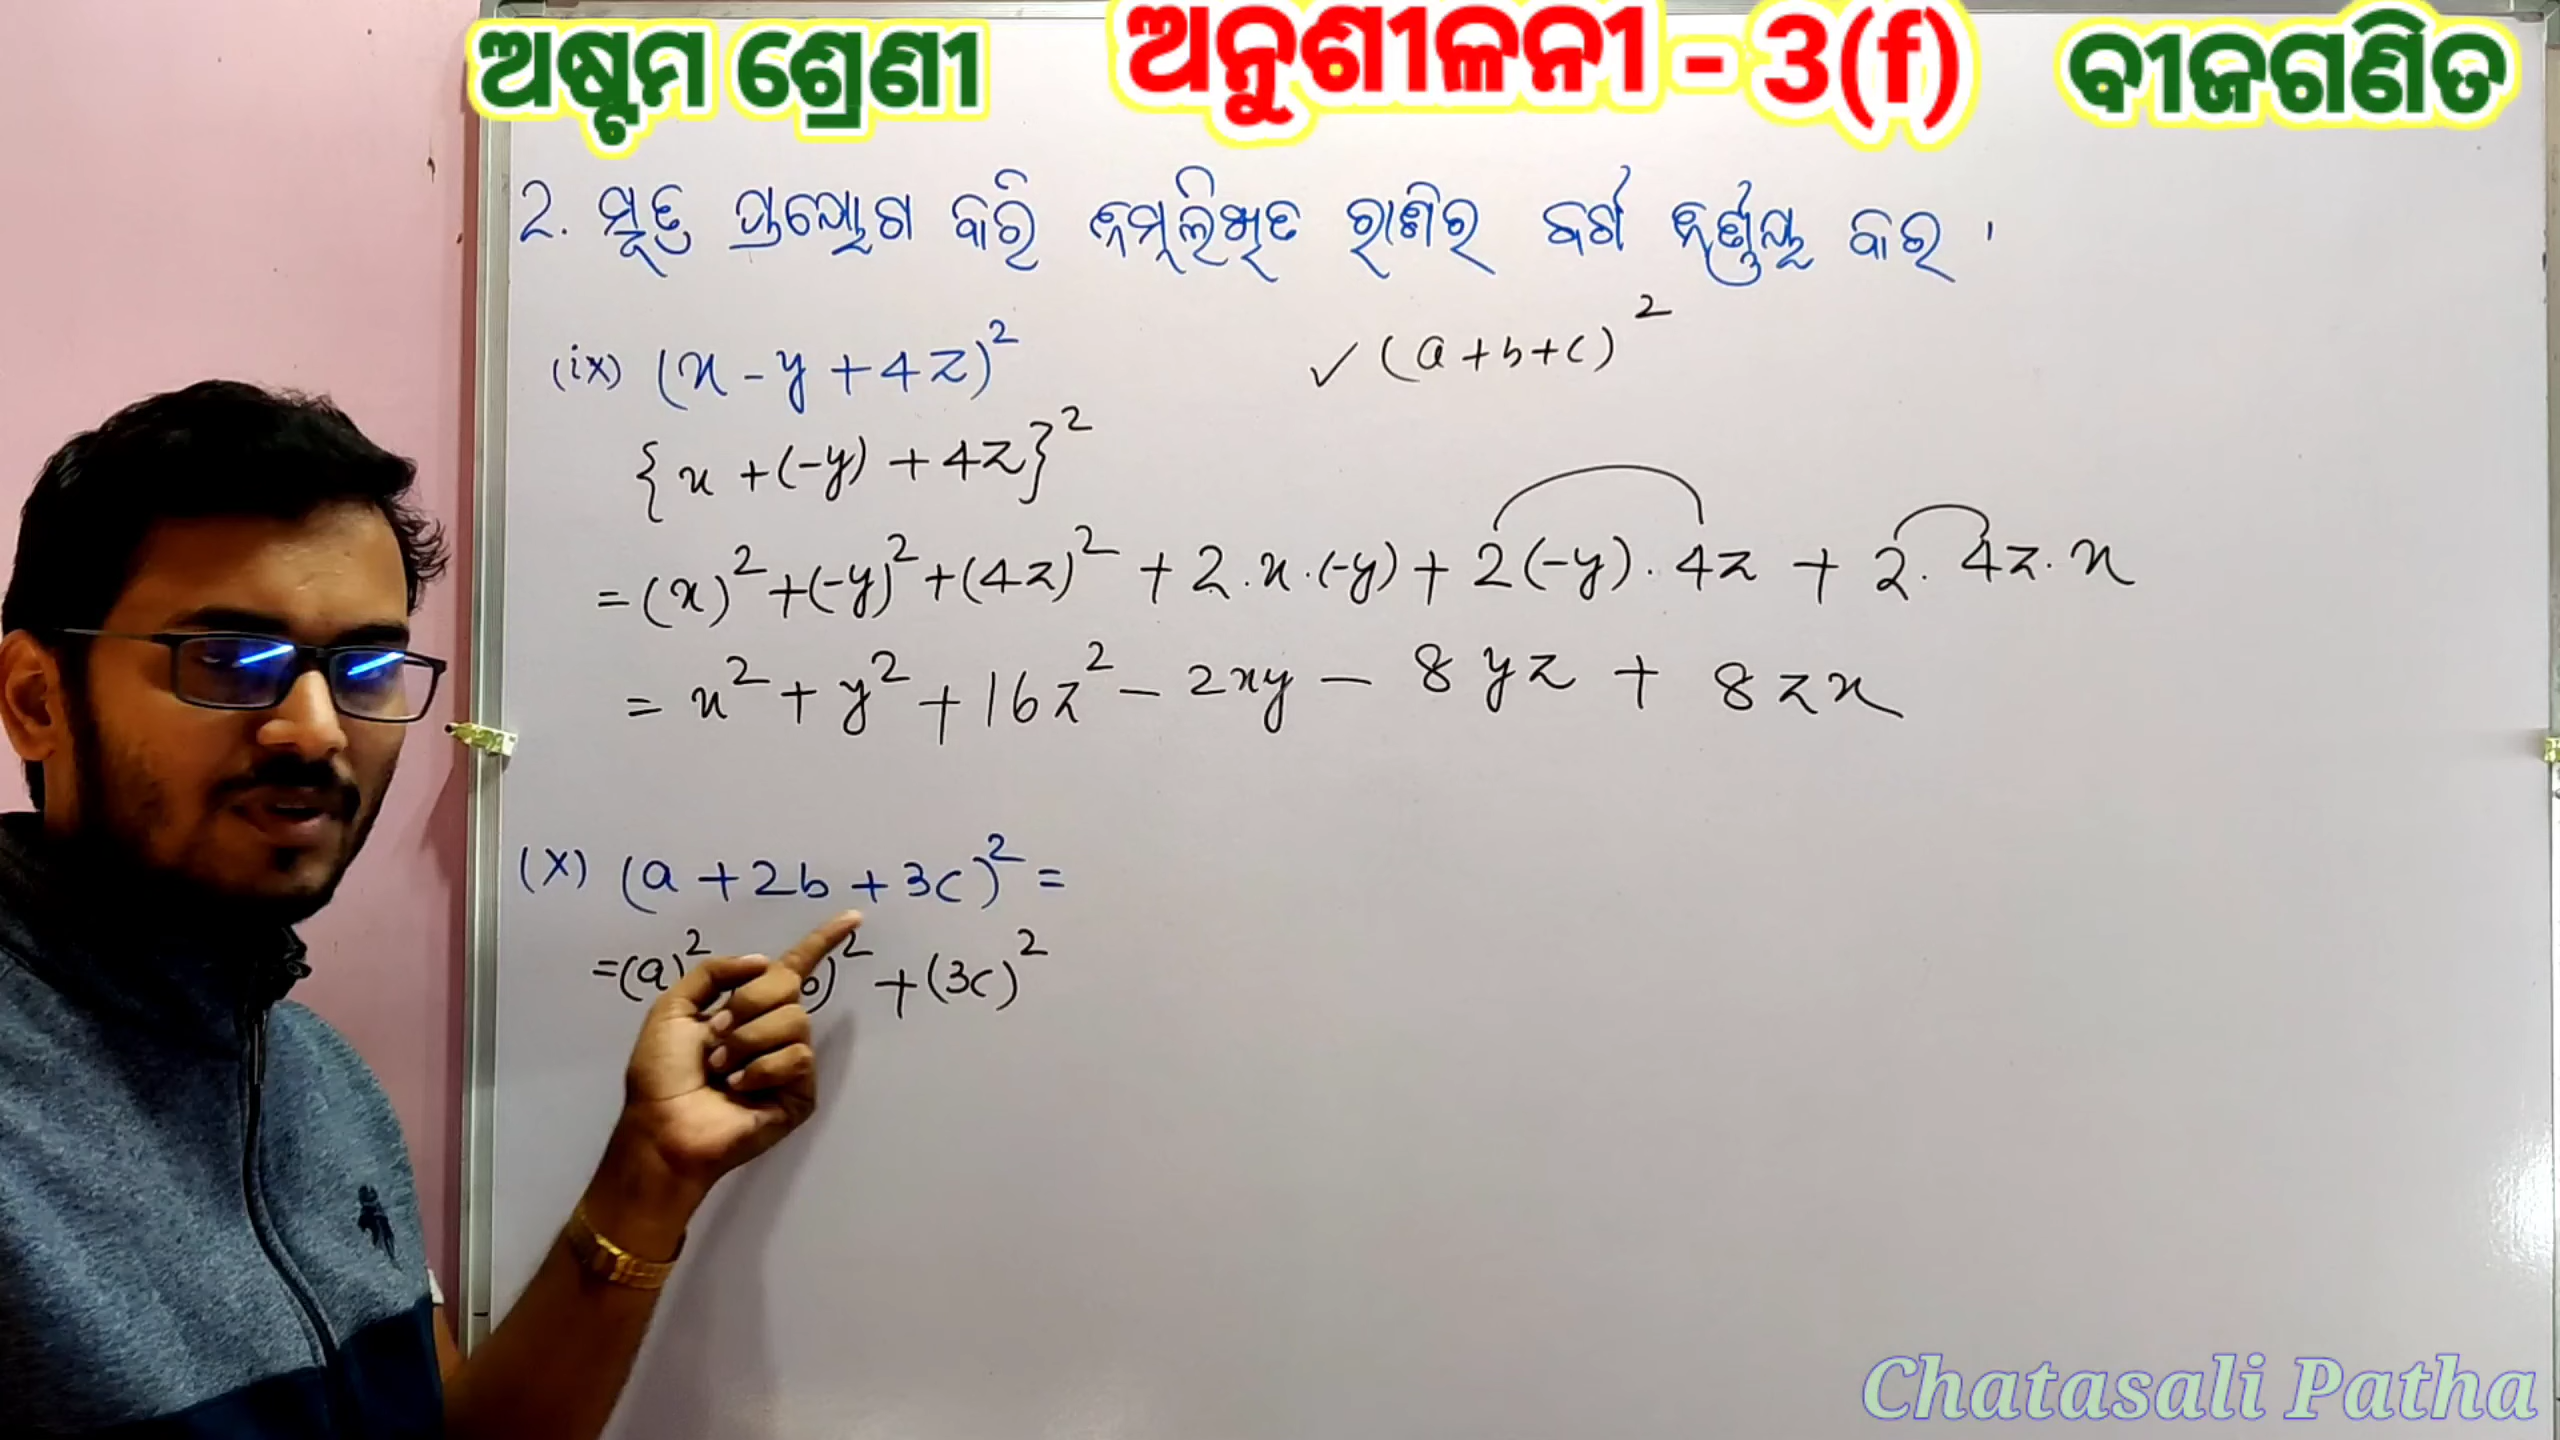 ଅଷ୍ଟମ ଶ୍ରେଣୀ ଅନୁଶୀଳନୀ - 3(f) ବୀଜଗଣିତ
2. ସୂତ୍ର ପ୍ରୟୋଗ କରି ନିମ୍ନଲିଖିତ ରାଶିର ବର୍ଗ ନିର୍ଣ୍ଣୟ କର ।
(ix) (x - y + 4z)²
✓ (a + b + c)²
{x + (-y) + 4z}²
= (x)² + (-y)² + (4z)² + 2.x.(-y) + 2(-y).4z + 2.4z.x
= x² + y² + 16z² - 2xy - 8yz + 8zx
(x) (a + 2b + 3c)² =
= (a)² b)² + (3c)²
Chatasali Patha